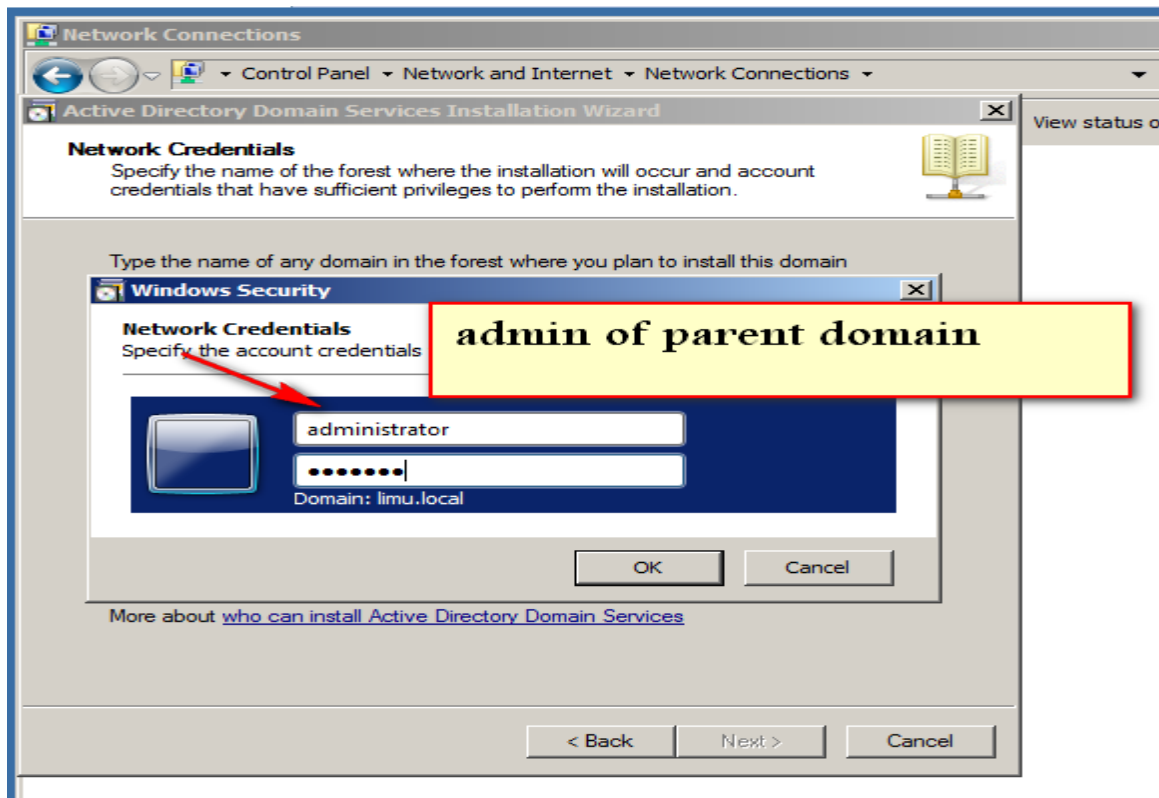 Network Connections
Control Panel Network and Internet Network Connections
Active Directory Domain Services Installation Wizard
View status o
Network Credentials
Specify the name of the forest where the installation will occur and account
credentials that have sufficient privileges to perform the installation.
Type the name of any domain in the forest where you plan to install this domain
Windows Security
Network Credentials
Specify the account credentials
admin of parent domain
administrator
•••••••
Domain: limu.local
OK Cancel
More about who can install Active Directory Domain Services
< Back Next > Cancel